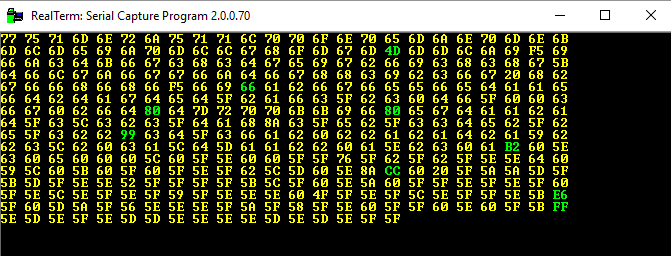 RealTerm: Serial Capture Program 2.0.0.70
77 75 71 6D 6E 72 6A 75 71 71 6C 70 70 6F 6E 70 65 6D 6A 6E 70 6D 6E 6B
6D 6C 6D 65 69 6A 70 6D 6C 6C 67 68 6F 6D 67 6D 4D 6D 6D 6C 6A 69 F5 69
66 6A 63 64 6B 66 67 63 68 63 64 67 65 69 67 62 66 69 63 68 63 68 67 5B
64 66 6C 67 6A 66 67 67 66 6A 64 66 67 68 68 63 69 62 63 66 67 20 68 62
67 66 66 68 66 68 66 F5 66 69 66 61 62 66 67 66 65 65 66 65 64 61 61 65
66 64 62 64 61 67 64 65 64 5F 62 61 66 63 5F 62 63 60 64 66 5F 60 60 63
66 67 60 62 66 64 80 64 7D 72 70 70 6B 6B 69 66 80 65 67 64 61 61 62 61
64 5F 63 5C 63 62 63 5F 64 61 68 8A 63 5F 65 62 5F 63 63 64 65 62 5F 62
65 5F 63 62 62 99 63 64 5F 63 66 61 62 60 62 62 61 62 61 64 62 61 59 62
62 63 5C 62 60 63 61 5C 64 5D 61 61 62 62 60 61 5E 62 63 60 61 B2 60 5E
63 60 65 60 60 60 5C 60 5F 5E 60 60 5F 5F 76 5F 62 5F 62 5F 5E 5E 64 60
59 5C 60 5B 60 5F 60 5F 5E 5F 62 5C 5D 60 5E 8A CC 60 20 5F 5A 5A 5D 5F
5B 5D 5F 5E 5E 52 5F 5F 5F 5F 5B 5C 5F 60 5E 5A 60 5F 5F 5E 5F 5E 5F 60
5F 5E 5C 5E 5F 5E 5F 59 5F 5E 5E 5E 60 4F 5F 5E 5F 5C 5E 5F 5F 5E 5B E6
5F 60 5D 5A 5F 56 5E 5E 5E 5F 5A 5F 58 5F 5E 60 5F 5F 60 5E 60 5F 5B FF
5E 5D 5E 5D 5F 5E 5D 5D 5E 5E 5D 5E 5D 5E 5F 5E 5F